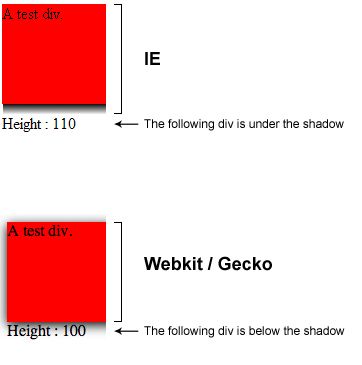 A test div.
IE
Height : 110
The following div is under the shadow
A test div.
Webkit / Gecko
Height : 100
The following div is below the shadow